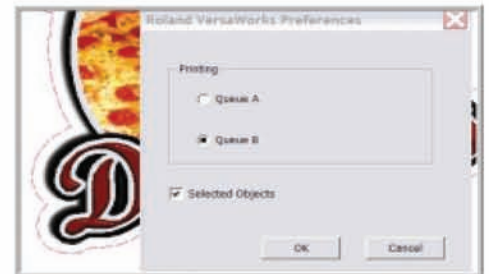 Roland VersaWorks Preferences
Printing
Queue A
Queue B
Selected Objects
OK Cancel
D